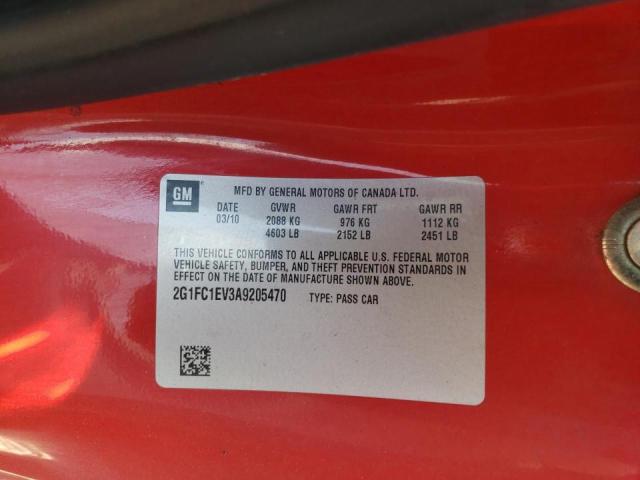 GM MFD BY GENERAL MOTORS OF CANADA LTD.
DATE GVWR GAWR FRT GAWR RR
03/10 2088 KG 976 KG 1112 KG
4603 LB 2152 LB 2451 LB
THIS VEHICLE CONFORMS TO ALL APPLICABLE U.S. FEDERAL MOTOR
VEHICLE SAFETY, BUMPER, AND THEFT PREVENTION STANDARDS IN
EFFECT ON THE DATE OF MANUFACTURE SHOWN ABOVE.
2G1FC1EV3A9205470 TYPE: PASS CAR